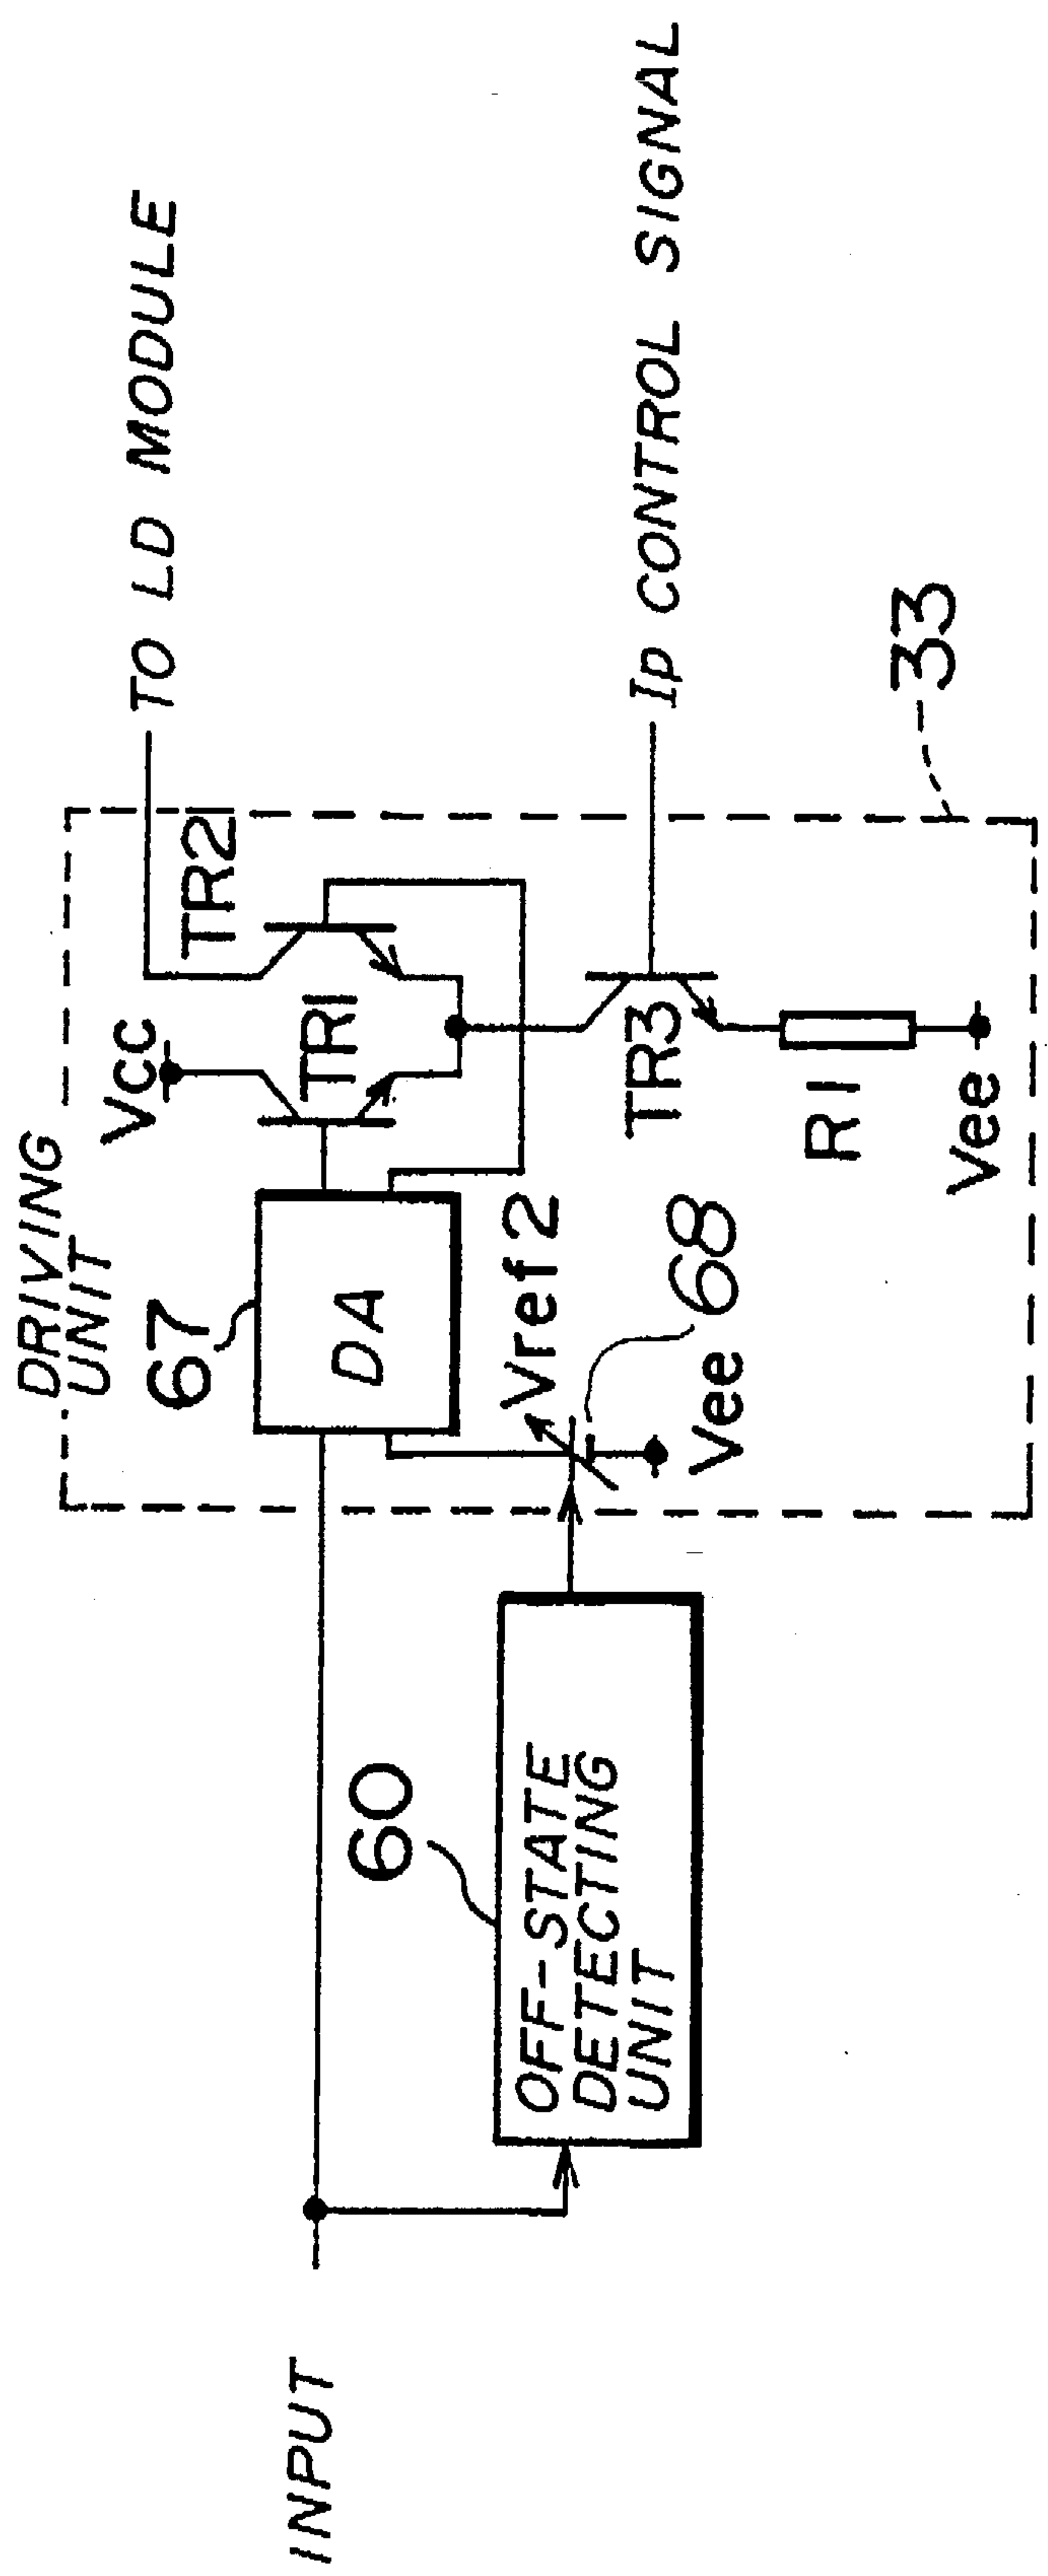 DRIVING
UNIT
67
DA
Vcc
TR1
TR2
TO LD MODULE
INPUT
60
OFF-STATE
DETECTING
UNIT
Vref2
68
Vee
TR3
R1
Vee
Ip CONTROL SIGNAL
33